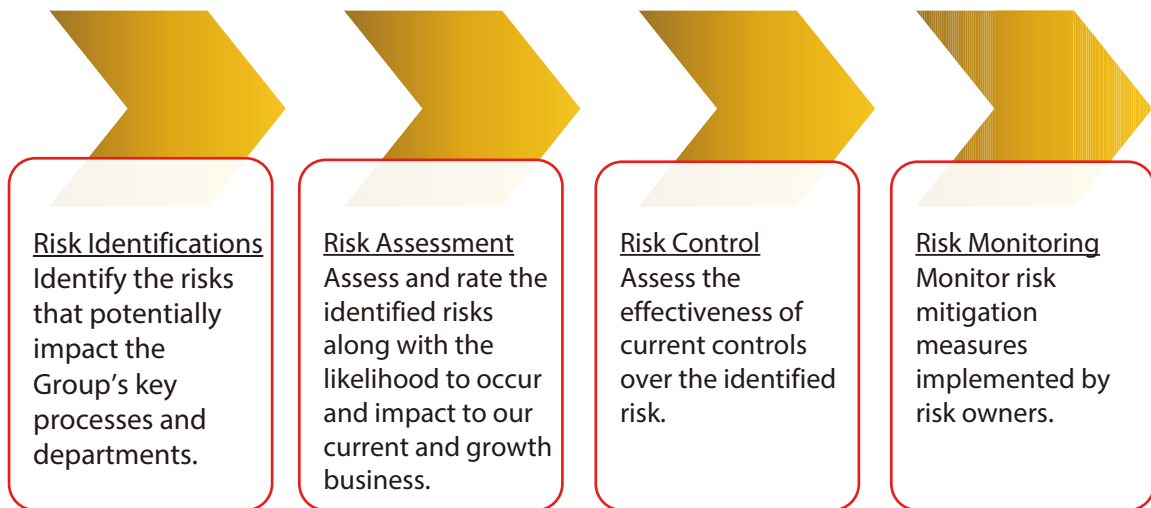 Risk Identifications
Identify the risks
that potentially
impact the
Group’s key
processes and
departments.
Risk Assessment
Assess and rate the
identified risks
along with the
likelihood to occur
and impact to our
current and growth
business.
Risk Control
Assess the
effectiveness of
current controls
over the identified
risk.
Risk Monitoring
Monitor risk
mitigation
measures
implemented by
risk owners.